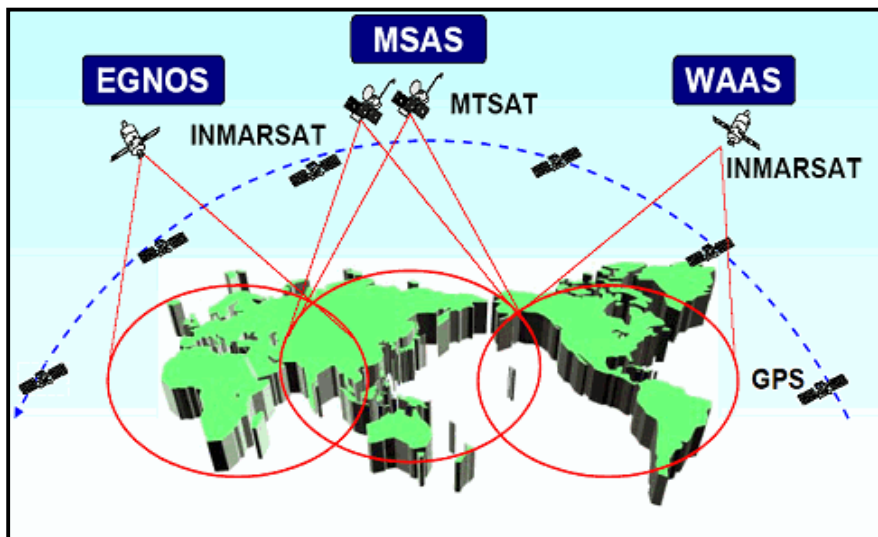 MSAS
EGNOS
WAAS
INMARSAT
MTSAT
INMARSAT
GPS